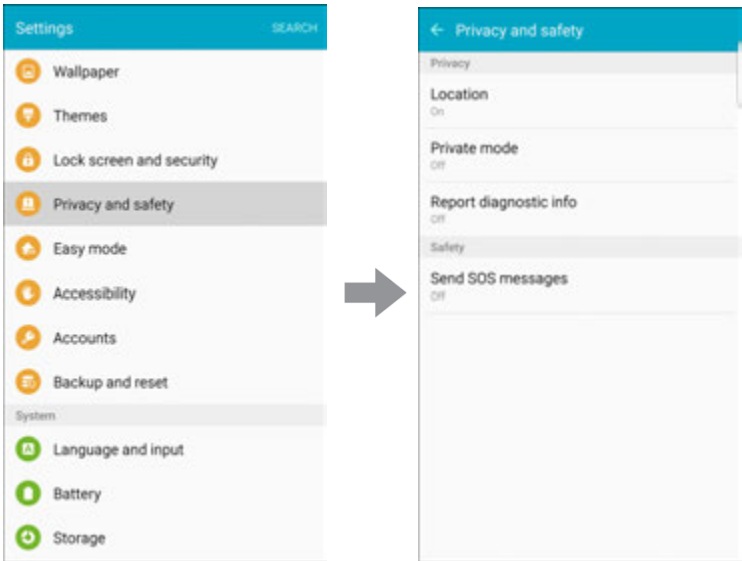 Settings
SEARCH
Wallpaper
Themes
Lock screen and security
Privacy and safety
Easy mode
Accessibility
Accounts
Backup and reset
System
Language and input
Battery
Storage
Privacy and safety
Privacy
Location
On
Private mode
Off
Report diagnostic info
Off
Safety
Send SOS messages
Off